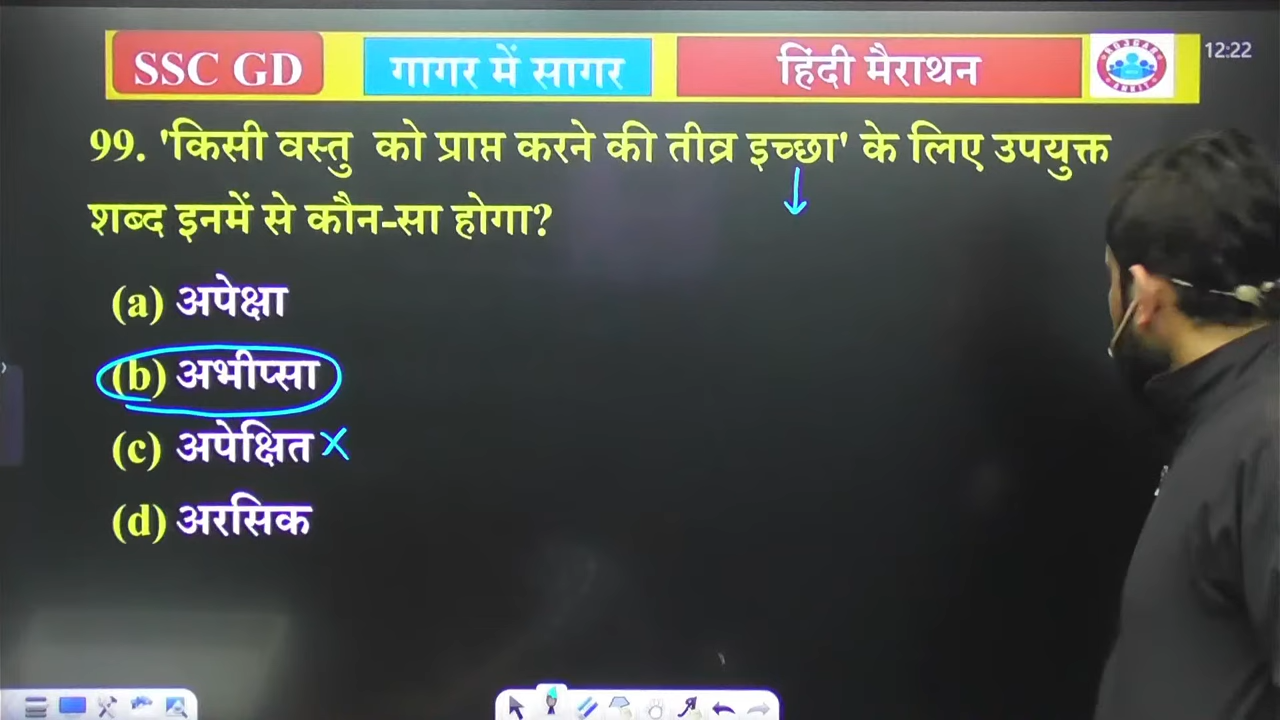 SSC GD
गागर में सागर
हिंदी मैराथन
12:22
99. 'किसी वस्तु को प्राप्त करने की तीव्र इच्छा' के लिए उपयुक्त
शब्द इनमें से कौन-सा होगा?
(a) अपेक्षा
(b) अभीप्सा
(c) अपेक्षित
(d) अरसिक